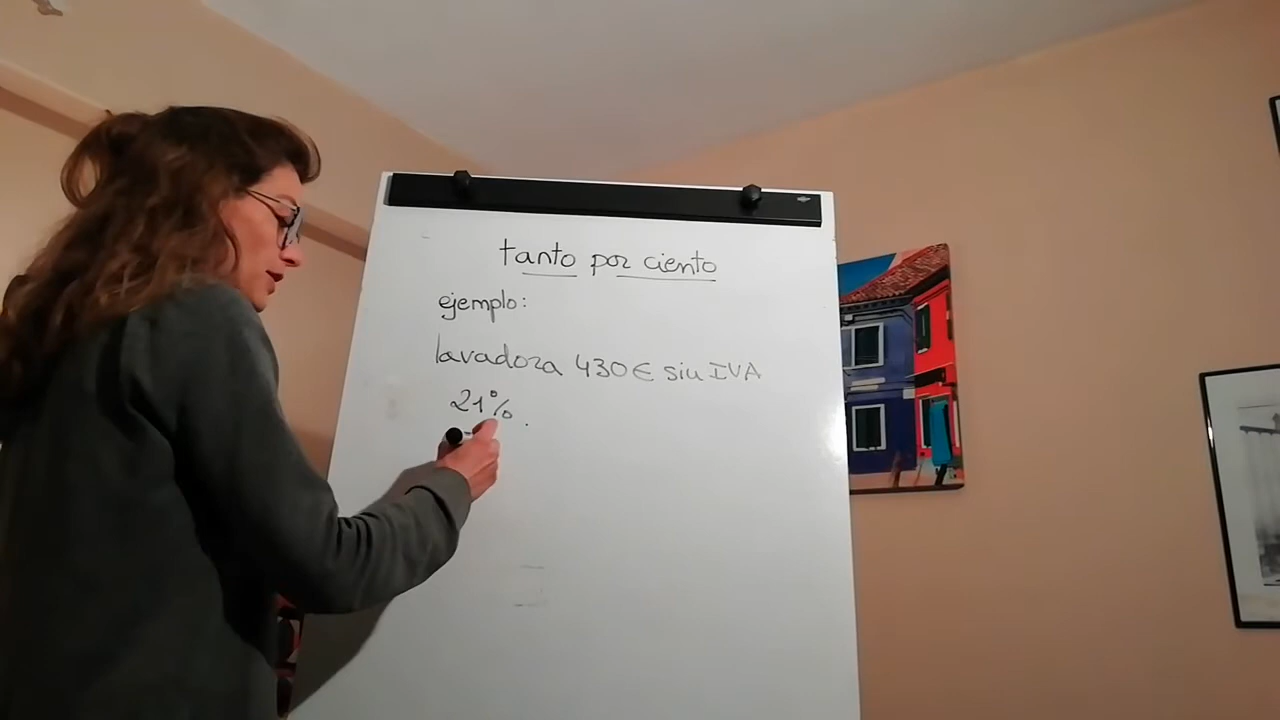 tanto por ciento
ejemplo:
lavadora 430€ sin IVA
21%.